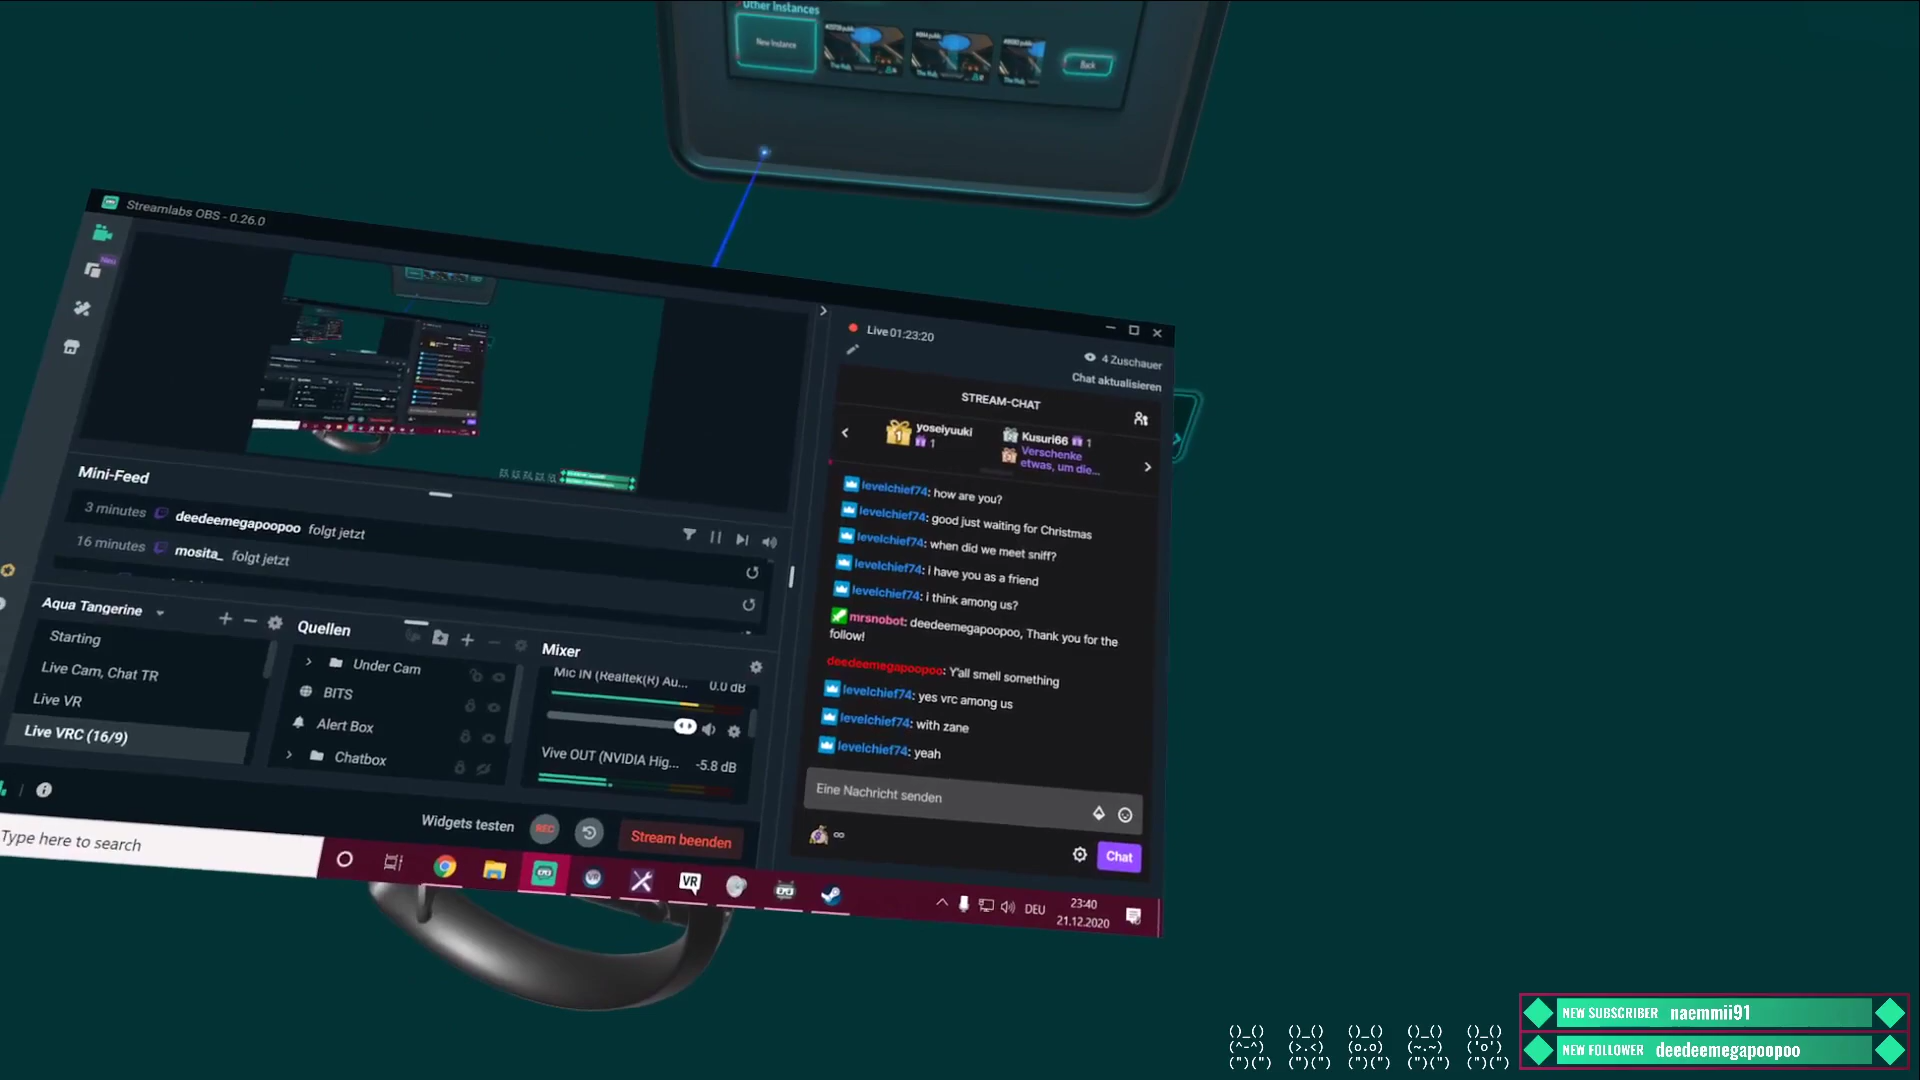 Other Instances
New Instance
Back
Streamlabs OBS - 0.26.0
Neu
Live 01:23:20
4 Zuschauer
Chat aktualisieren
STREAM-CHAT
yoseiyuuki
1
Kusuri66 1
Verschenke
etwas, um die...
levelchief74: how are you?
levelchief74: good just waiting for Christmas
levelchief74: when did we meet sniff?
levelchief74: i have you as a friend
levelchief74: i think among us?
mrsnobot: deedeemegapoopoo, Thank you for the
follow!
deedeemegapoopoo: Y'all smell something
levelchief74: yes vrc among us
levelchief74: with zane
levelchief74: yeah
Eine Nachricht senden
∞
Chat
Mini-Feed
3 minutes deedeemegapoopoo folgt jetzt
16 minutes mosita_ folgt jetzt
Aqua Tangerine
Starting
Live Cam, Chat TR
Live VR
Live VRC (16/9)
Quellen
Under Cam
BITS
Alert Box
Chatbox
Mixer
Mic IN (Realtek(R) Au... 0.0 dB
Vive OUT (NVIDIA Hig... -5.8 dB
Widgets testen
REC
Stream beenden
Type here to search
VR
DEU
23:40
21.12.2020
()_() ()_() ()_() ()_() ()_()
(^-^) (>.<) (o.o) (~.~) ('o')
(")(") (")(") (")(") (")(") (")(")
NEW SUBSCRIBER naemmii91
NEW FOLLOWER deedeemegapoopoo